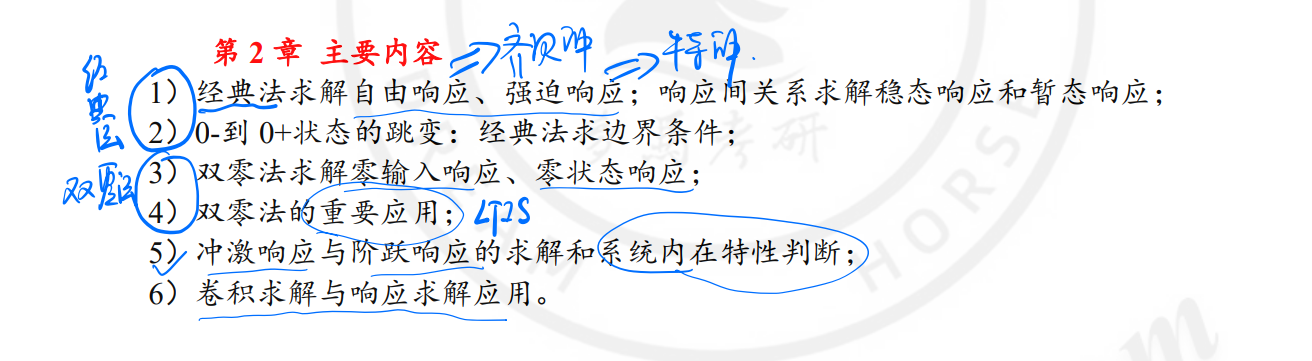 第 2 章 主要内容 ⇒齐次解 ⇒特解.
经典法
1）经典法求解自由响应、强迫响应；响应间关系求解稳态响应和暂态响应；
2）0-到 0+状态的跳变：经典法求边界条件；
双零法
3）双零法求解零输入响应、零状态响应；
4）双零法的重要应用；LTIS
5）冲激响应与阶跃响应的求解和系统内在特性判断；
6）卷积求解与响应求解应用。
考研
HORS